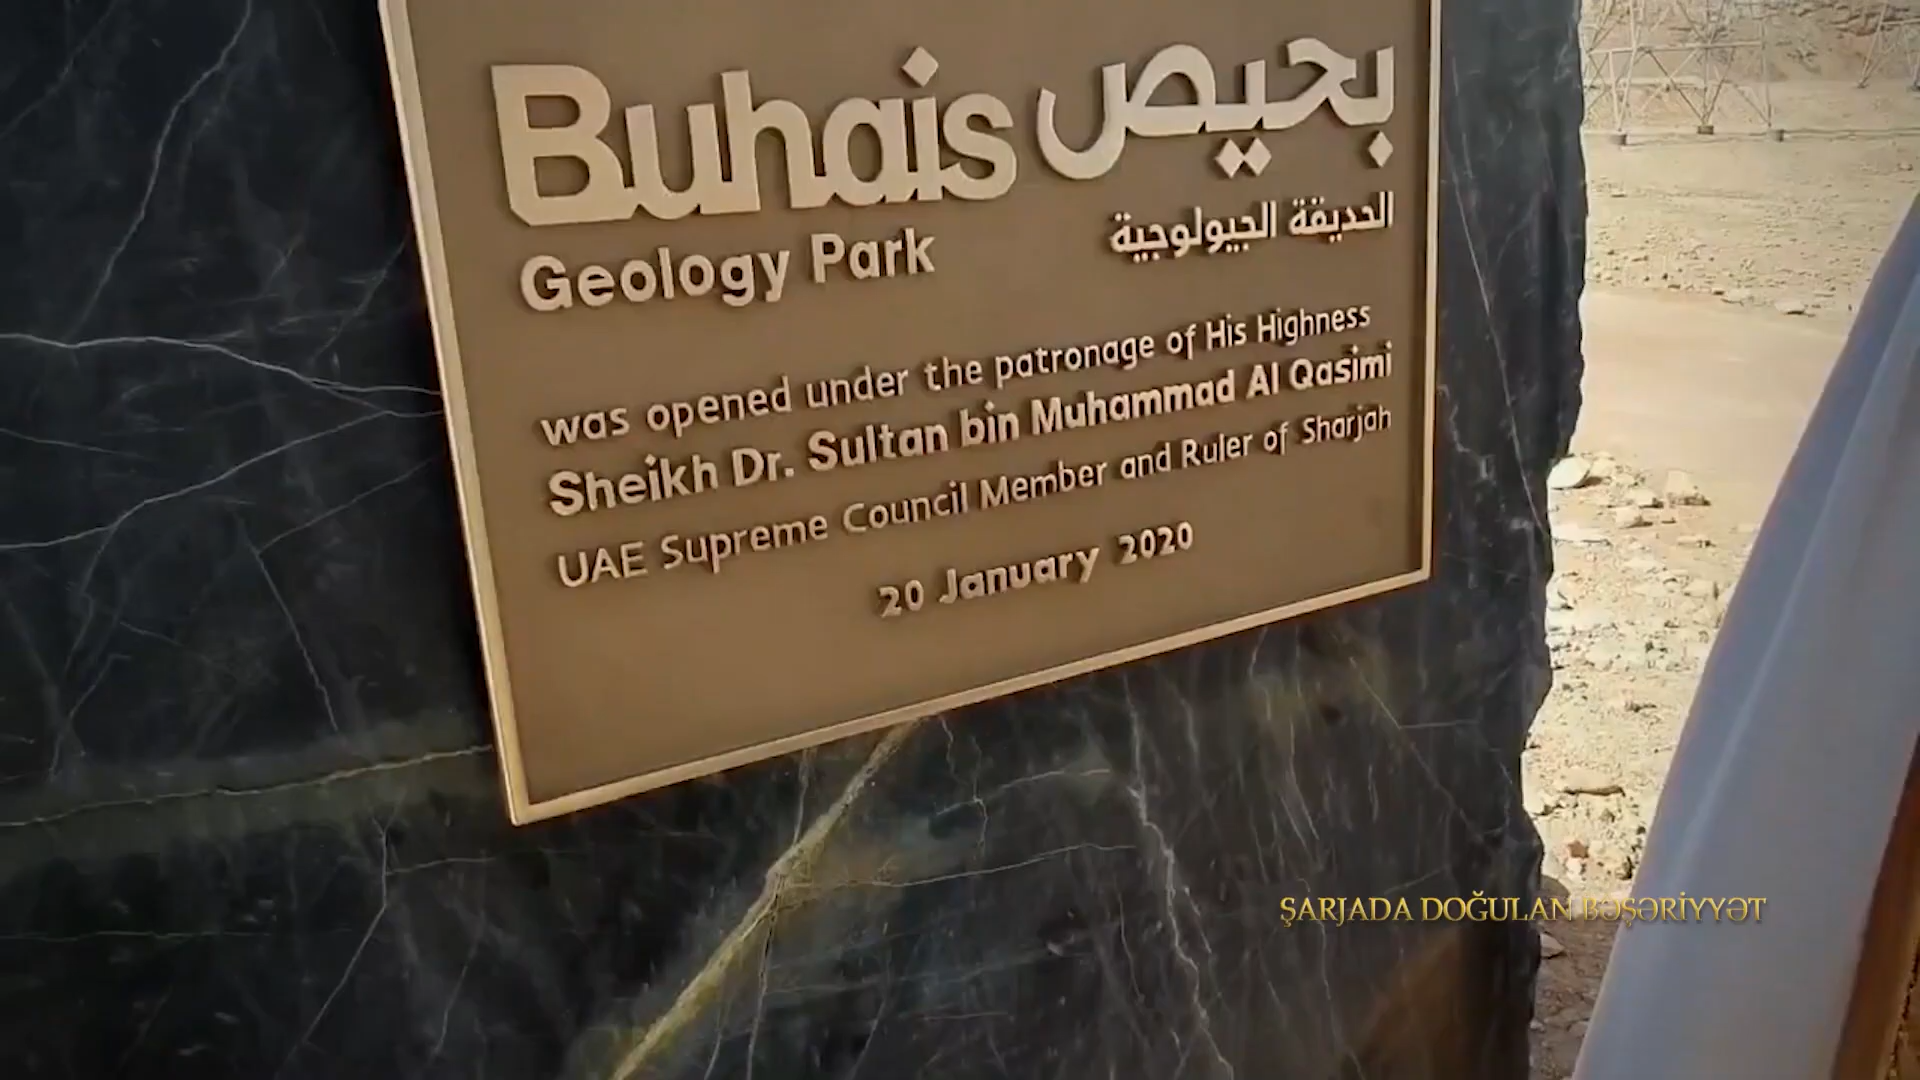 Buhais بحيص
Geology Park الحديقة الجيولوجية
was opened under the patronage of His Highness
Sheikh Dr. Sultan bin Muhammad Al Qasimi
UAE Supreme Council Member and Ruler of Sharjah
20 January 2020
ŞARJADA DOĞULAN BƏŞƏRİYYƏT